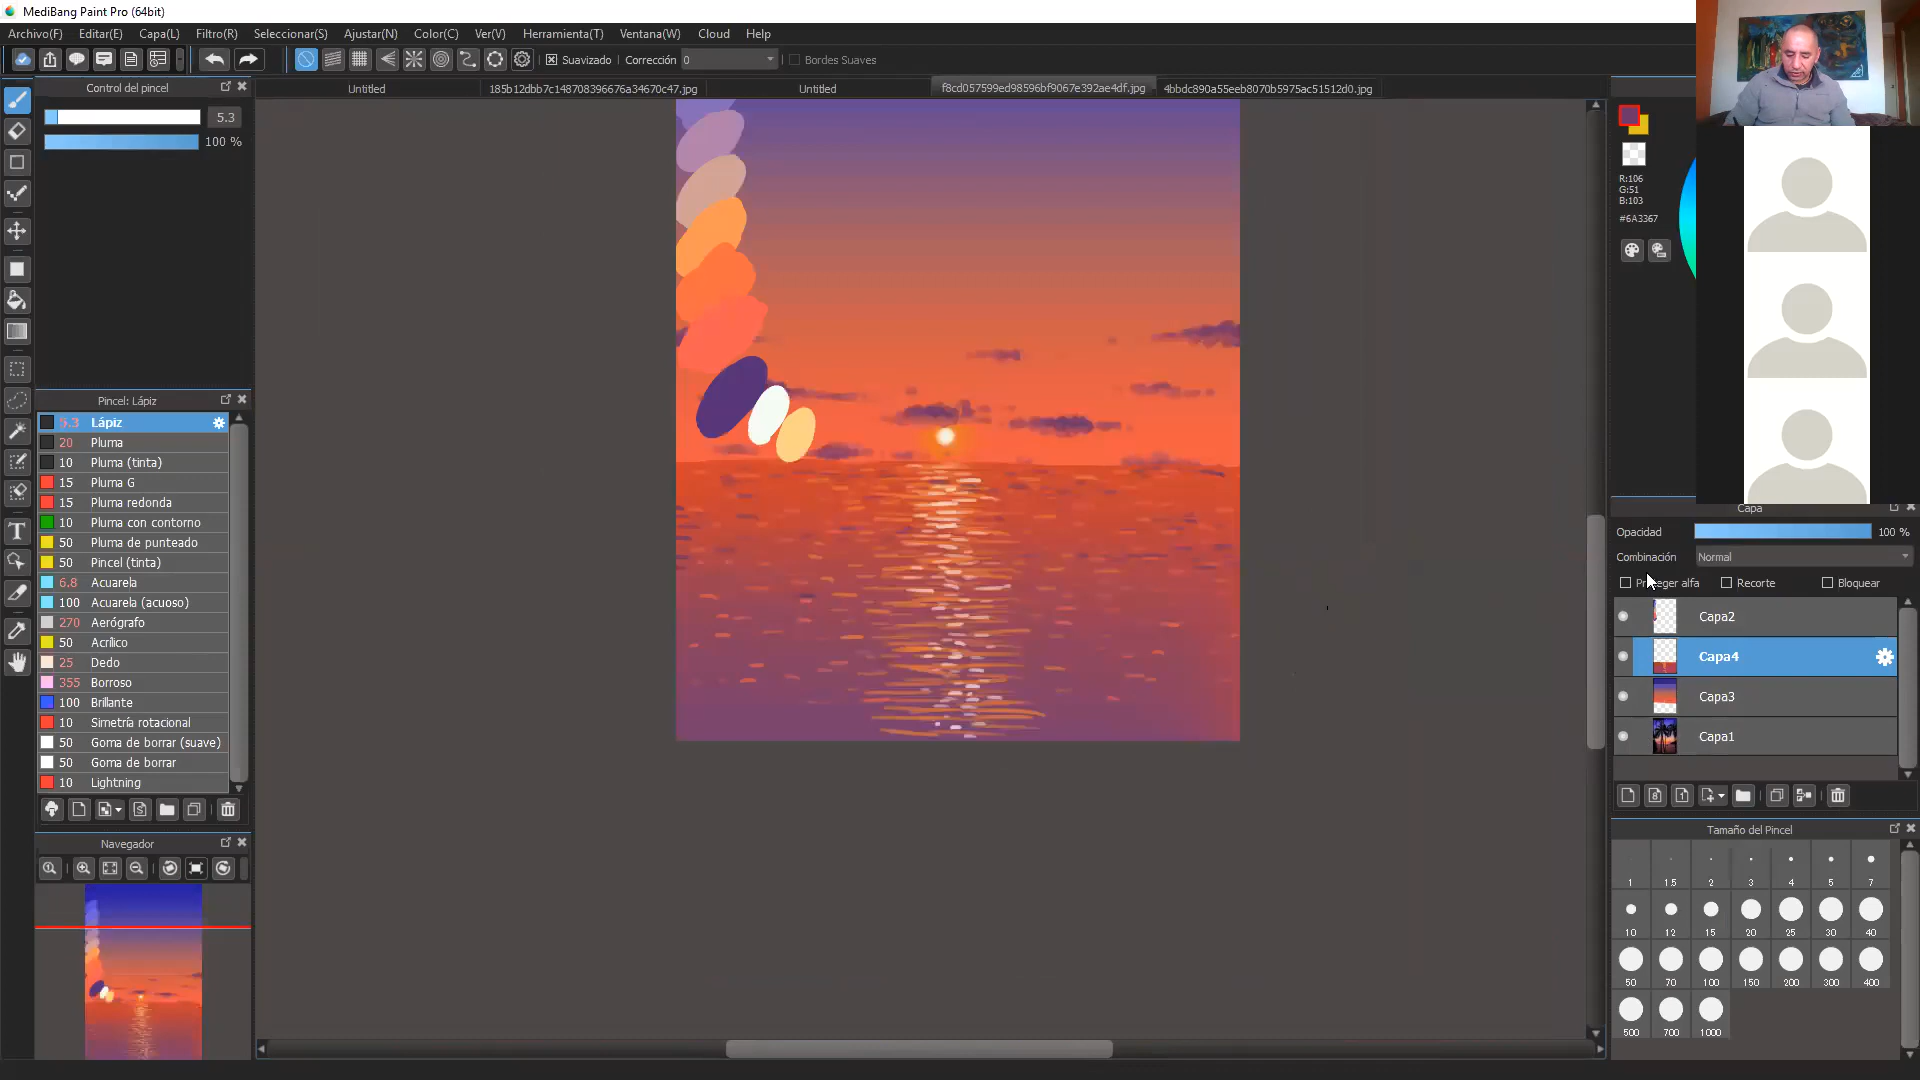 MediBang Paint Pro (64bit)
Archivo(F) Editar(E) Capa(L) Filtro(R) Seleccionar(S) Ajustar(N) Color(C) Ver(V) Herramienta(T) Ventana(W) Cloud Help
Suavizado Corrección 0 Bordes Suaves
Control del pincel
Untitled 185b12dbb7c148708396676a34670c47.jpg Untitled f8cd057599ed98596bf9067e392ae4df.jpg 4bbdc890a55eeb8070b5975ac51512d0.jpg
5.3
100 %
R:106
G:51
B:103
#6A3367
Pincel: Lápiz
5.3 Lápiz
20 Pluma
10 Pluma (tinta)
15 Pluma G
15 Pluma redonda
10 Pluma con contorno
50 Pluma de punteado
50 Pincel (tinta)
6.8 Acuarela
100 Acuarela (acuoso)
270 Aerógrafo
50 Acrílico
25 Dedo
355 Borroso
100 Brillante
10 Simetría rotacional
50 Goma de borrar (suave)
50 Goma de borrar
10 Lightning
Navegador
Capa
Opacidad 100 %
Combinación Normal
Proteger alfa Recorte Bloquear
Capa2
Capa4
Capa3
Capa1
Tamaño del Pincel
1 1.5 2 3 4 5 7
10 12 15 20 25 30 40
50 70 100 150 200 300 400
500 700 1000